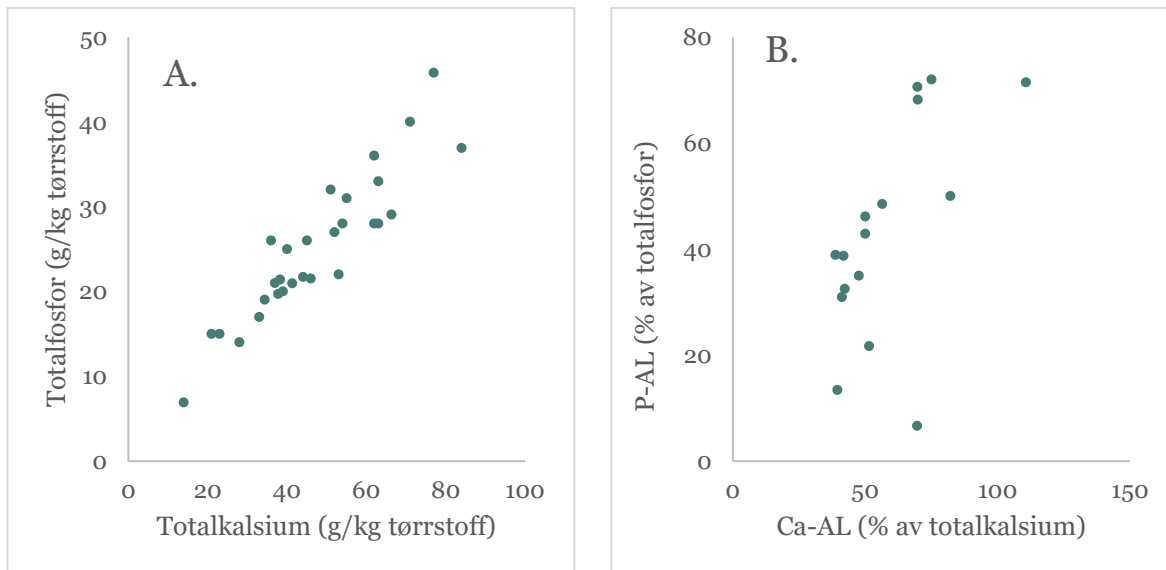 A.
Totalfosfor (g/kg tørrstoff)
50
40
30
20
10
0
0 20 40 60 80 100
Totalkalsium (g/kg tørrstoff)
B.
P-AL (% av totalfosfor)
80
60
40
20
0
0 50 100 150
Ca-AL (% av totalkalsium)